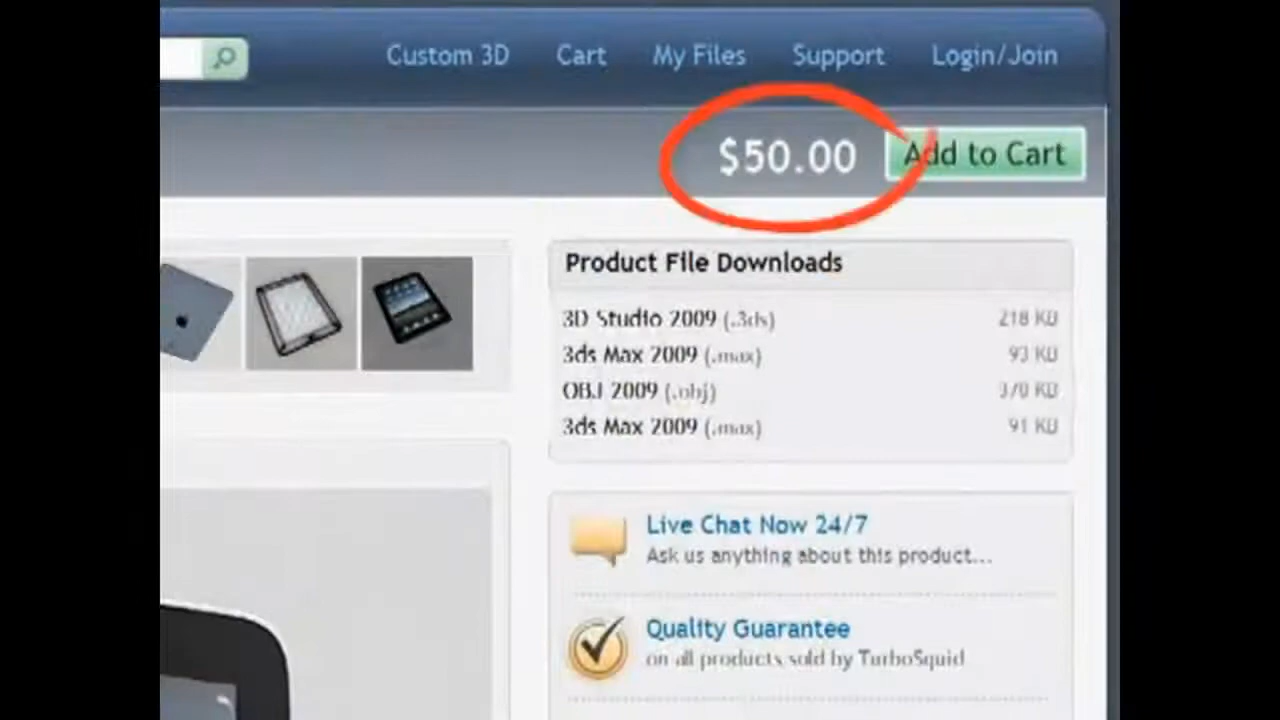 Custom 3D Cart My Files Support Login/Join
$50.00 Add to Cart
Product File Downloads
3D Studio 2009 (.3ds) 218 KB
3ds Max 2009 (.max) 93 KB
OBJ 2009 (.obj) 370 KB
3ds Max 2009 (.max) 91 KB
Live Chat Now 24/7
Ask us anything about this product...
Quality Guarantee
on all products sold by TurboSquid